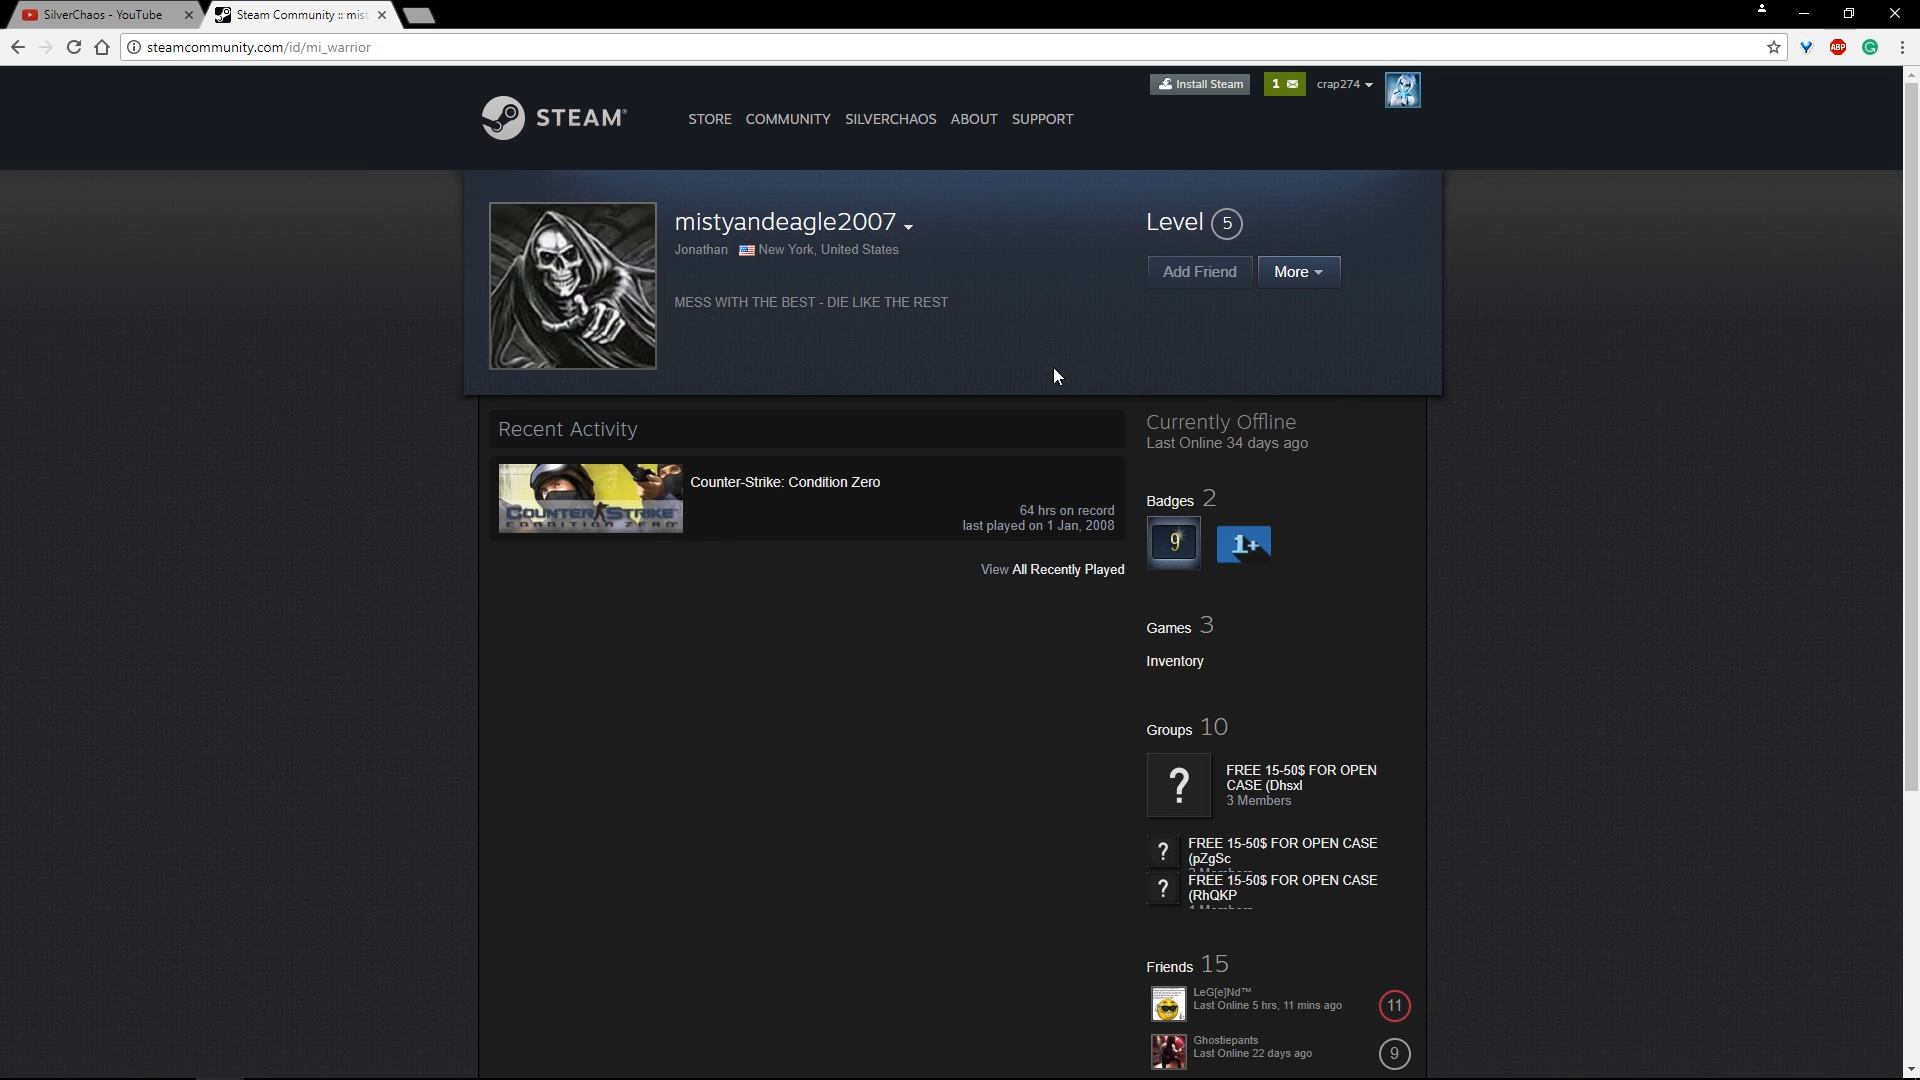 SilverChaos - YouTube
Steam Community :: mist
steamcommunity.com/id/mi_warrior
ABP
Install Steam
1
crap274
STEAM
STORE COMMUNITY SILVERCHAOS ABOUT SUPPORT
mistyandeagle2007
Jonathan New York, United States
MESS WITH THE BEST - DIE LIKE THE REST
Level 5
Add Friend
More
Recent Activity
COUNTER STRIKE
CONDITION ZERO
Counter-Strike: Condition Zero
64 hrs on record
last played on 1 Jan, 2008
View All Recently Played
Currently Offline
Last Online 34 days ago
Badges 2
9
1+
Games 3
Inventory
Groups 10
?
FREE 15-50$ FOR OPEN
CASE (Dhsxl
3 Members
?
FREE 15-50$ FOR OPEN CASE
(pZgSc
?
FREE 15-50$ FOR OPEN CASE
(RhQKP
Friends 15
LeG[e]Nd™
Last Online 5 hrs, 11 mins ago
11
Ghostiepants
Last Online 22 days ago
9